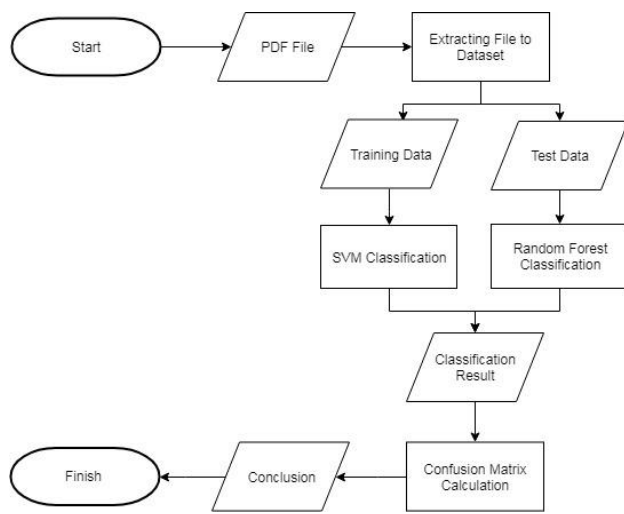 Start
PDF File
Extracting File to
Dataset
Training Data
Test Data
SVM Classification
Random Forest
Classification
Classification
Result
Finish
Conclusion
Confusion Matrix
Calculation